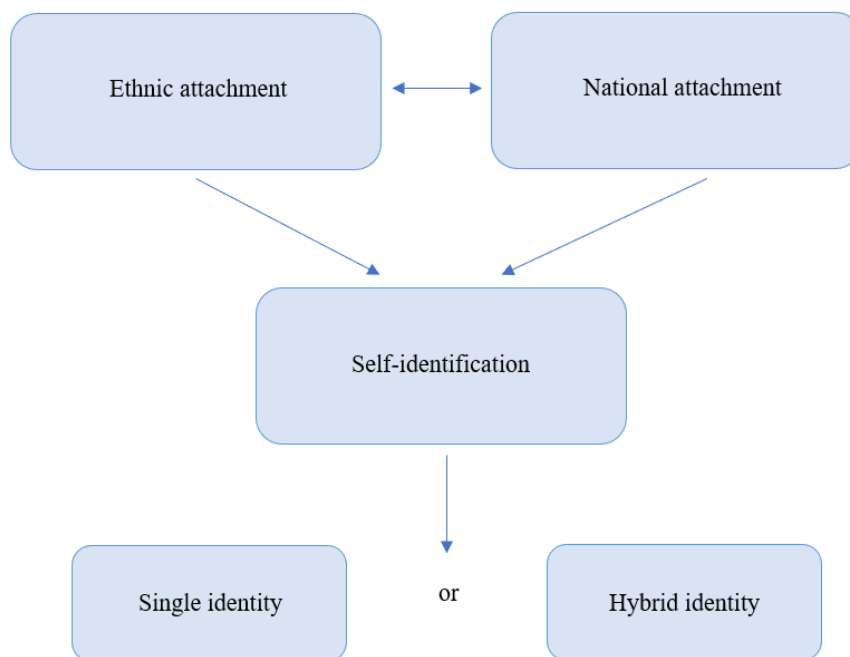 Ethnic attachment
National attachment
Self-identification
Single identity
or
Hybrid identity